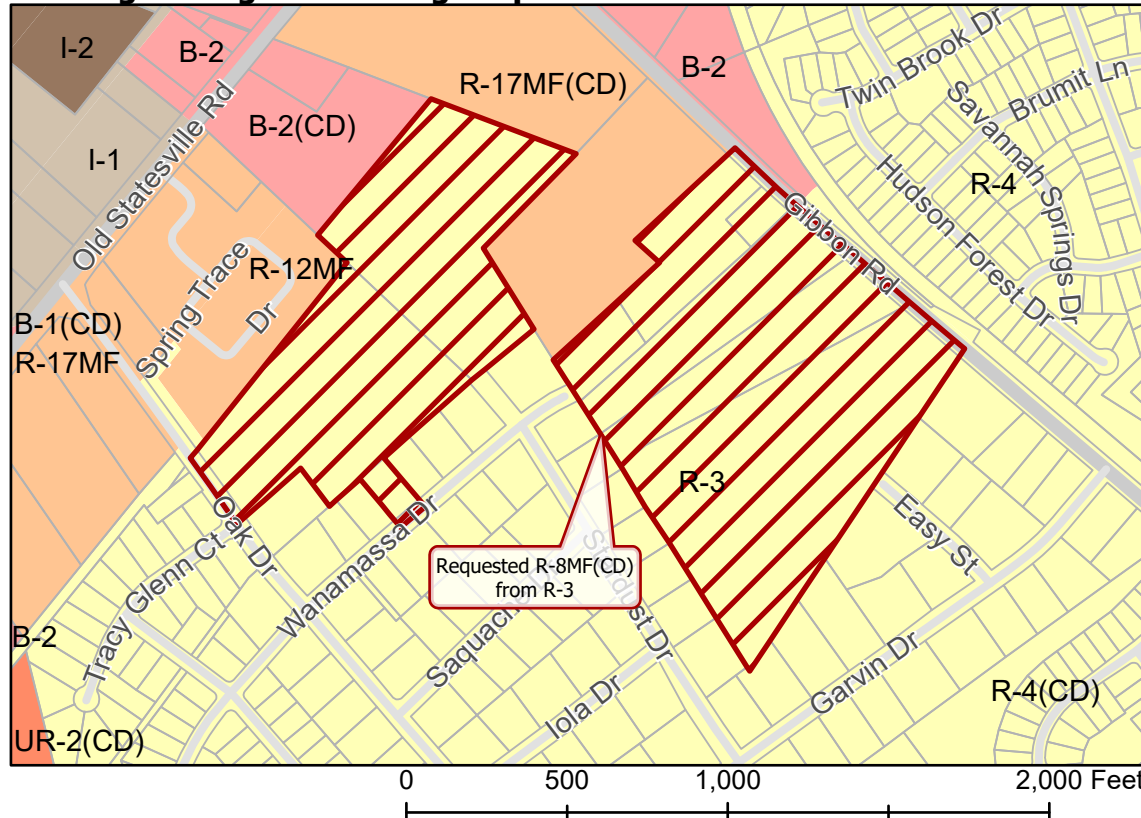 I-2
B-2
B-2
R-17MF(CD)
B-2(CD)
I-1
Old Statesville Rd
Twin Brook Dr
Brumit Ln
Savannah Springs Dr
R-4
Hudson Forest Dr
Gibbon Rd
R-12MF
Spring Trace
Dr
B-1(CD)
R-17MF
R-3
Oak Dr
Wanamassa Dr
Easy St
Requested R-8MF(CD)
from R-3
Tracy Glenn Ct
Iola Dr
Garvin Dr
B-2
R-4(CD)
UR-2(CD)
0 500 1,000 2,000 Feet